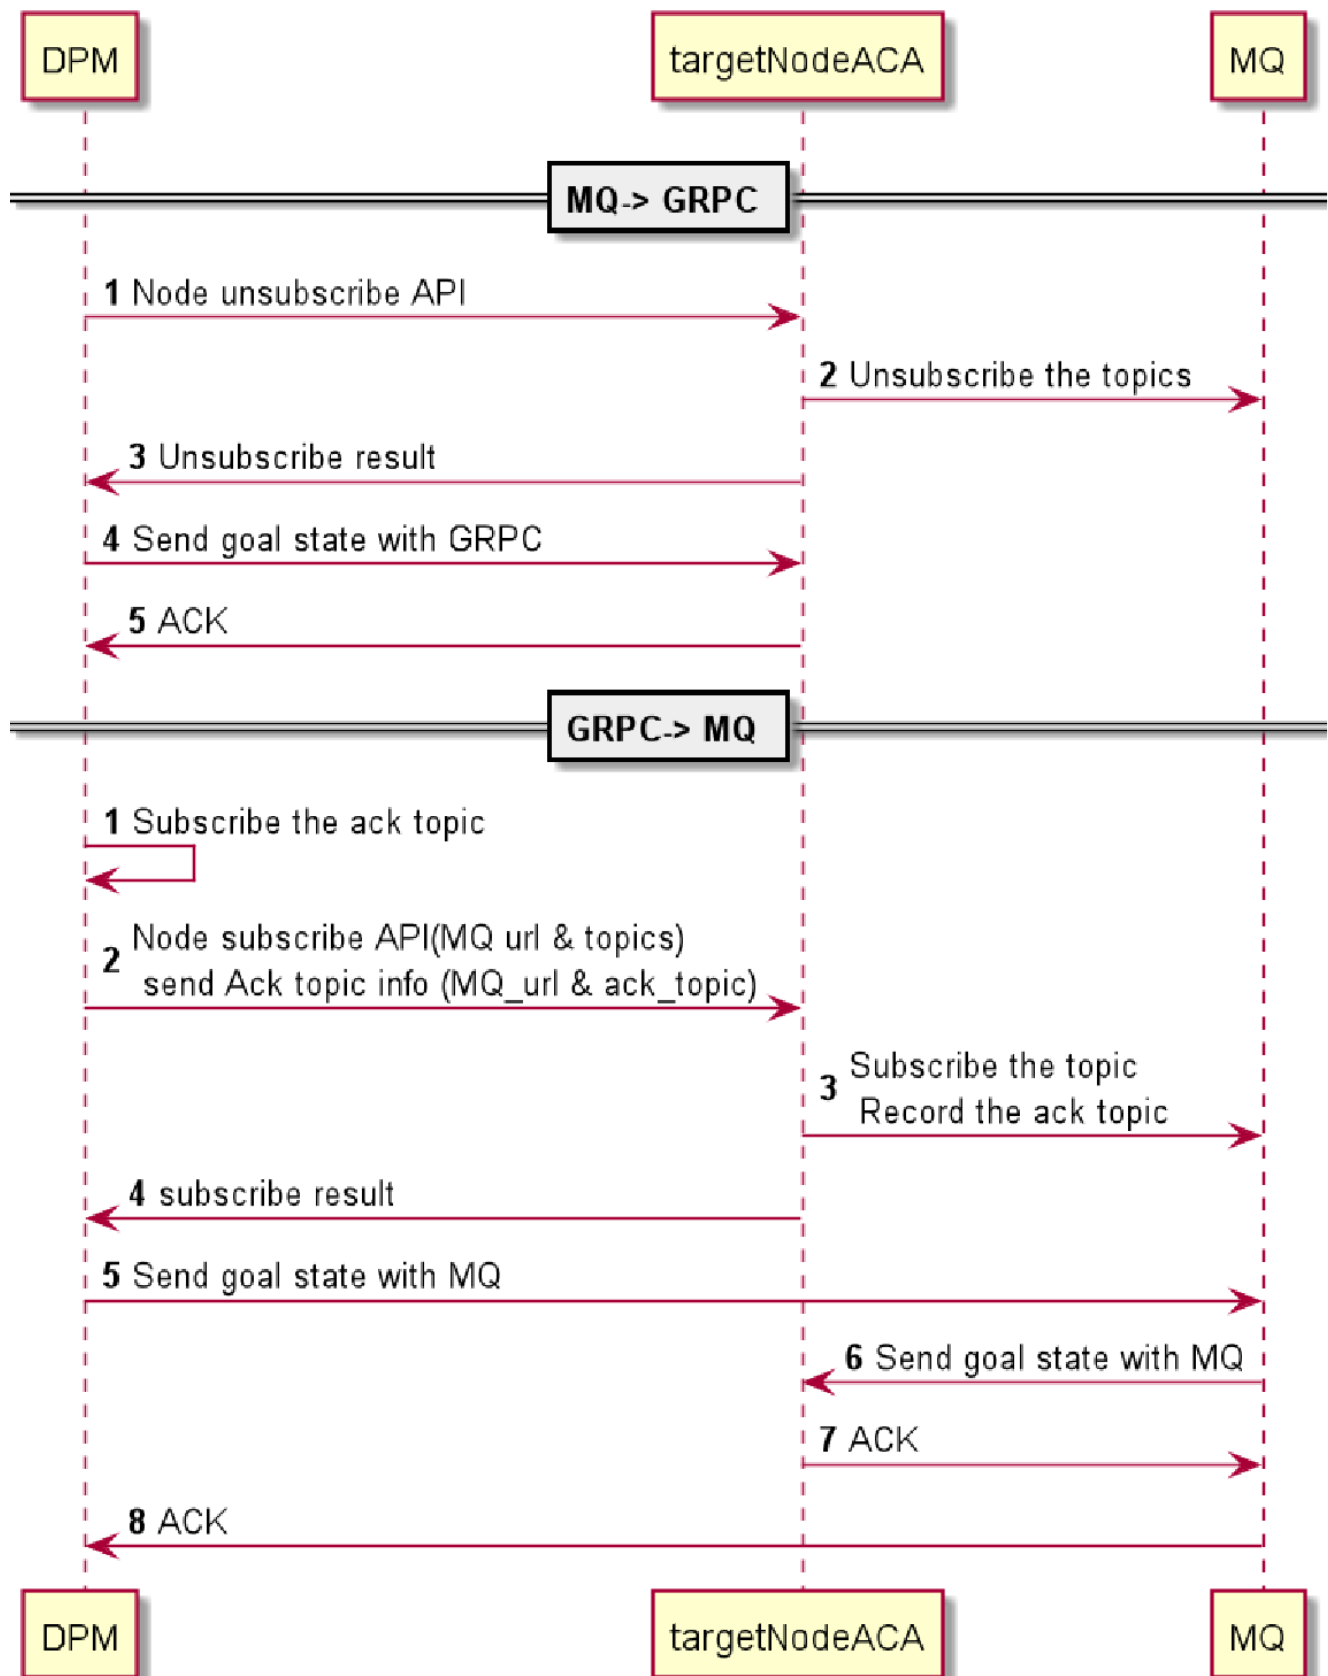 DPM
targetNodeACA
MQ
MQ-> GRPC
1 Node unsubscribe API
2 Unsubscribe the topics
3 Unsubscribe result
4 Send goal state with GRPC
5 ACK
GRPC-> MQ
1 Subscribe the ack topic
2 Node subscribe API(MQ url & topics)
send Ack topic info (MQ_url & ack_topic)
3 Subscribe the topic
Record the ack topic
4 subscribe result
5 Send goal state with MQ
6 Send goal state with MQ
7 ACK
8 ACK
DPM
targetNodeACA
MQ